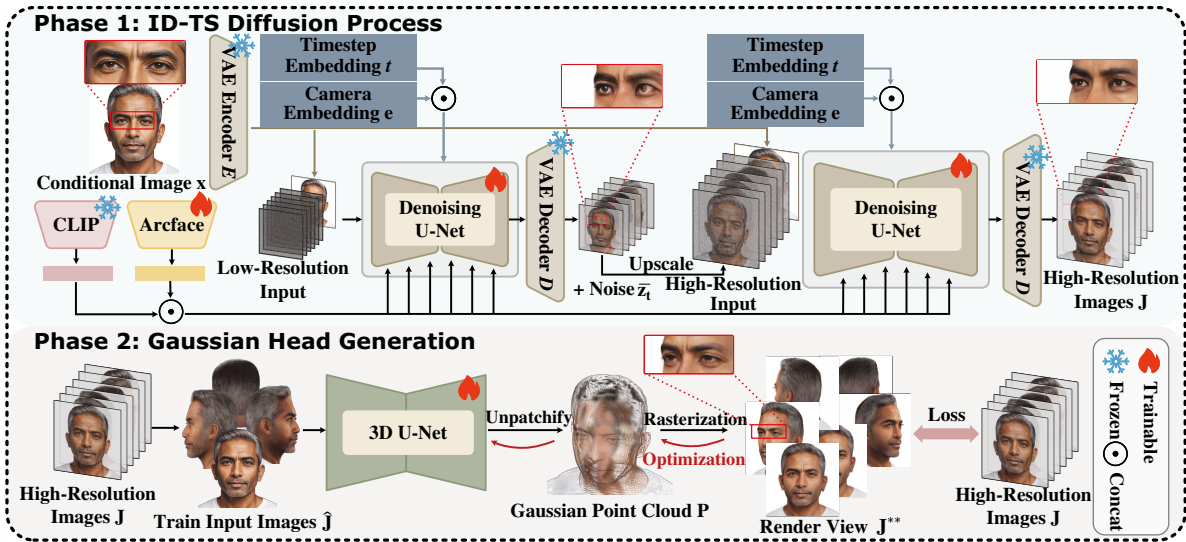 Phase 1: ID-TS Diffusion Process
VAE Encoder E
Timestep
Embedding t
Camera
Embedding e
Timestep
Embedding t
Camera
Embedding e
Conditional Image x
CLIP
Arcface
Low-Resolution
Input
Denoising
U-Net
VAE Decoder D
Upscale
+ Noise z̅ₜ
High-Resolution
Input
Denoising
U-Net
VAE Decoder D
High-Resolution
Images J
Phase 2: Gaussian Head Generation
High-Resolution
Images J
Train Input Images Ĵ
3D U-Net
Unpatchify
Gaussian Point Cloud P
Rasterization
Optimization
Render View J**
Loss
High-Resolution
Images J
Frozen
Trainable
Concat